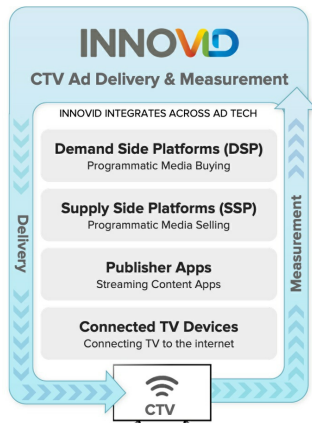 INNOVID
CTV Ad Delivery & Measurement
INNOVID INTEGRATES ACROSS AD TECH
Demand Side Platforms (DSP)
Programmatic Media Buying
Supply Side Platforms (SSP)
Programmatic Media Selling
Publisher Apps
Streaming Content Apps
Connected TV Devices
Connecting TV to the internet
Delivery
Measurement
CTV